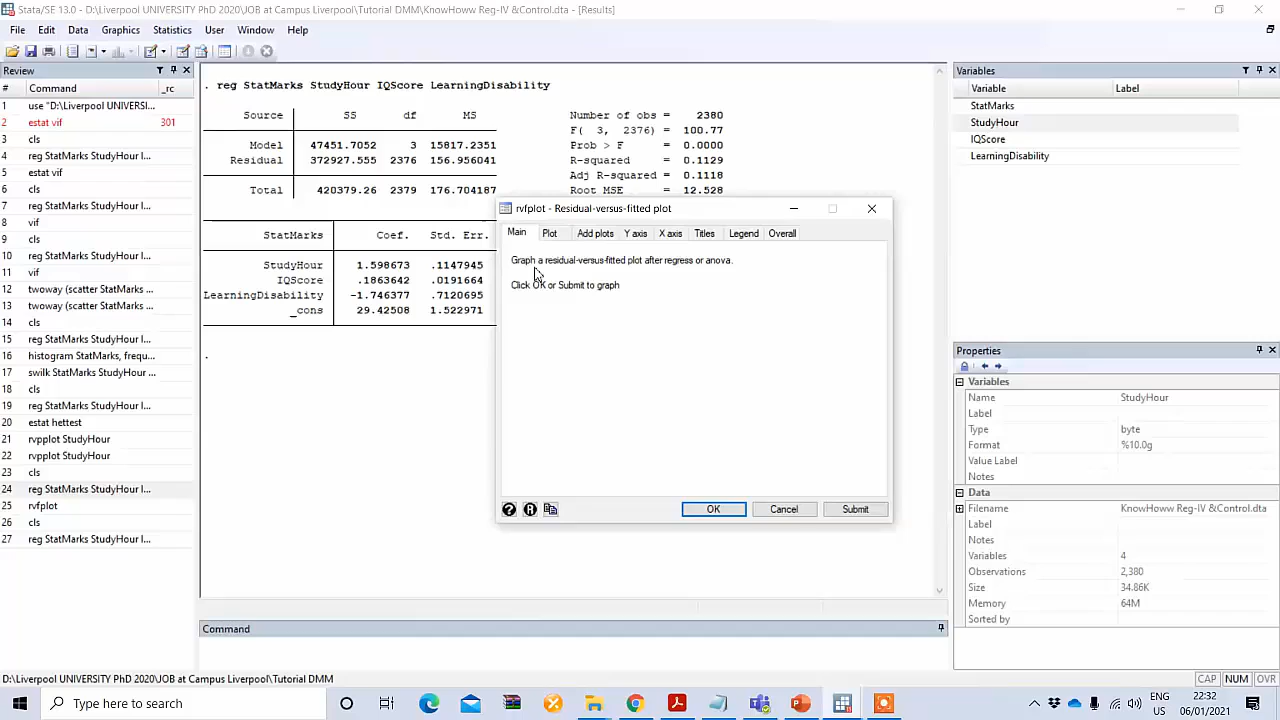 Stata/SE 13.0 - D:\Liverpool UNIVERSITY PhD 2020\JOB at Campus Liverpool\Tutorial DMM\KnowHoww Reg-IV &Control.dta - [Results]
File Edit Data Graphics Statistics User Window Help
Review
# Command _rc
1 use "D:\Liverpool UNIVERSI...
2 estat vif 301
3 cls
4 reg StatMarks StudyHour I...
5 estat vif
6 cls
7 reg StatMarks StudyHour I...
8 vif
9 cls
10 reg StatMarks StudyHour I...
11 vif
12 twoway (scatter StatMarks ...
13 twoway (scatter StatMarks ...
14 cls
15 reg StatMarks StudyHour I...
16 histogram StatMarks, frequ...
17 swilk StatMarks StudyHour ...
18 cls
19 reg StatMarks StudyHour I...
20 estat hettest
21 rvpplot StudyHour
22 rvpplot StudyHour
23 cls
24 reg StatMarks StudyHour I...
25 rvfplot
26 cls
27 reg StatMarks StudyHour I...
. reg StatMarks StudyHour IQScore LearningDisability
Source SS df MS Number of obs = 2380
F( 3, 2376) = 100.77
Model 47451.7052 3 15817.2351 Prob > F = 0.0000
Residual 372927.555 2376 156.956041 R-squared = 0.1129
Adj R-squared = 0.1118
Total 420379.26 2379 176.704187 Root MSE = 12.528
StatMarks Coef. Std. Err.
StudyHour 1.598673 .1147945
IQScore .1863642 .0191664
LearningDisability -1.746377 .7120695
_cons 29.42508 1.522971
.
rvfplot - Residual-versus-fitted plot
Main Plot Add plots Y axis X axis Titles Legend Overall
Graph a residual-versus-fitted plot after regress or anova.
Click OK or Submit to graph
? R
OK Cancel Submit
Command
Variables
Variable Label
StatMarks
StudyHour
IQScore
LearningDisability
Properties
Variables
Name StudyHour
Label
Type byte
Format %10.0g
Value Label
Notes
Data
Filename KnowHoww Reg-IV &Control.dta
Label
Notes
Variables 4
Observations 2,380
Size 34.86K
Memory 64M
Sorted by
D:\Liverpool UNIVERSITY PhD 2020\JOB at Campus Liverpool\Tutorial DMM
CAP NUM OVR
Type here to search
ENG
US
22:32
06/01/2021